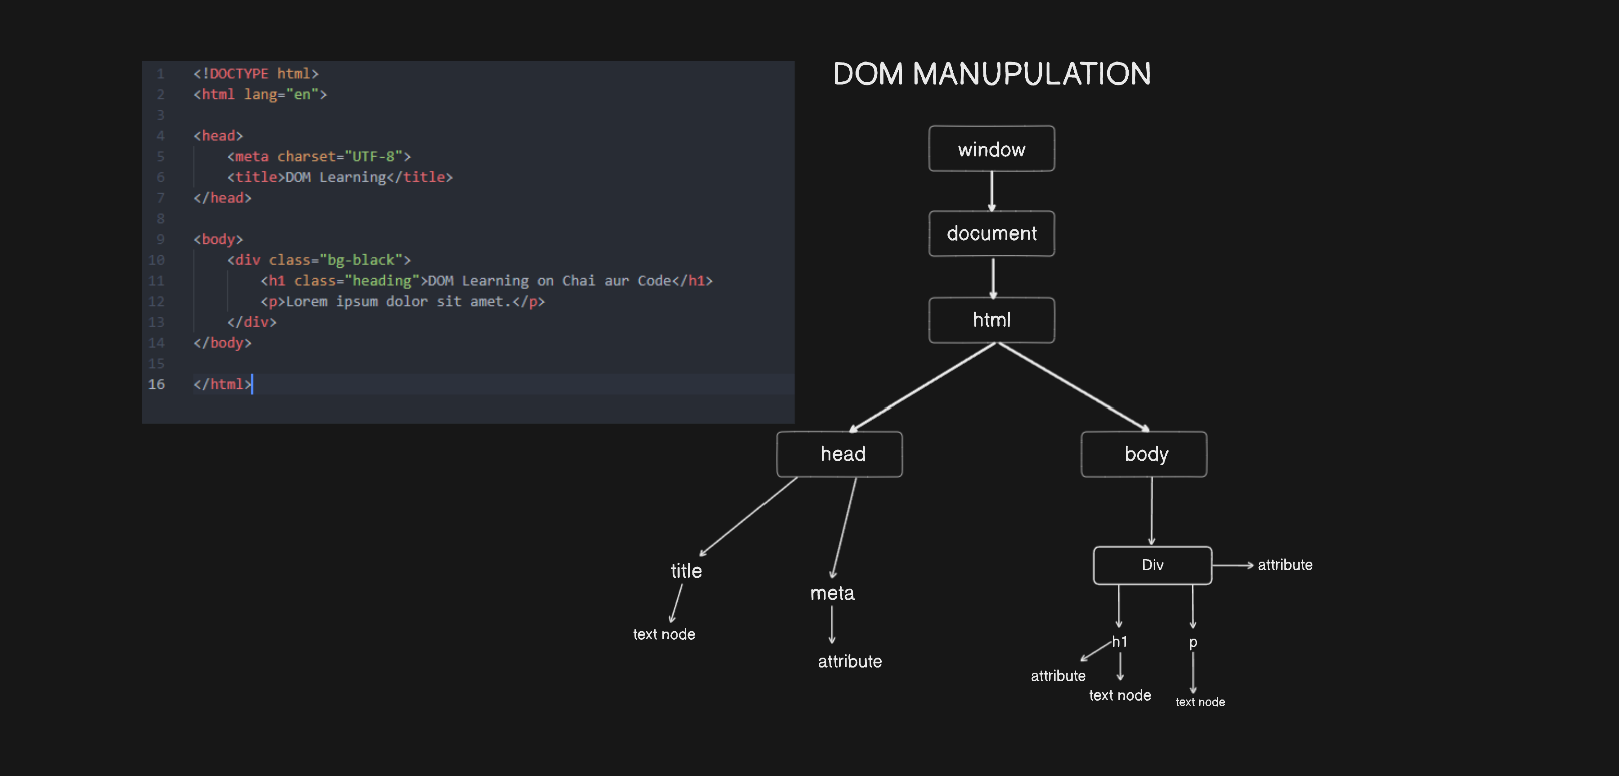 1 <!DOCTYPE html>
2 <html lang="en">
3
4 <head>
5 <meta charset="UTF-8">
6 <title>DOM Learning</title>
7 </head>
8
9 <body>
10 <div class="bg-black">
11 <h1 class="heading">DOM Learning on Chai aur Code</h1>
12 <p>Lorem ipsum dolor sit amet.</p>
13 </div>
14 </body>
15
16 </html>
DOM MANUPULATION
window
document
html
head
body
title
text node
meta
attribute
Div
attribute
h1
attribute
text node
p
text node